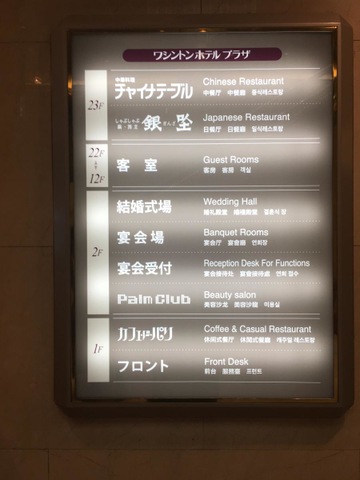 ワシントンホテル プラザ
中国料理
チャイナテーブル
Chinese Restaurant
中餐厅 中餐廳 중식레스토랑
23F
しゃぶしゃぶ
銀埜 ぎんざ
Japanese Restaurant
日餐厅 日餐廳 일식레스토랑
22F
12F
客室
Guest Rooms
客房 客房 객실
結婚式場
Wedding Hall
婚礼殿堂 婚禮殿堂 결혼식 장
宴会場
Banquet Rooms
宴会厅 宴會廳 연회장
2F
宴会受付
Reception Desk For Functions
宴会接待处 宴會接待處 연회 접수
Palm Club
Beauty salon
美容沙龙 美容沙龍 미용실
カフェ・ド・パリ
Coffee & Casual Restaurant
休闲式餐厅 休閒式餐廳 캐주얼 레스토랑
1F
フロント
Front Desk
前台 服務臺 프런트